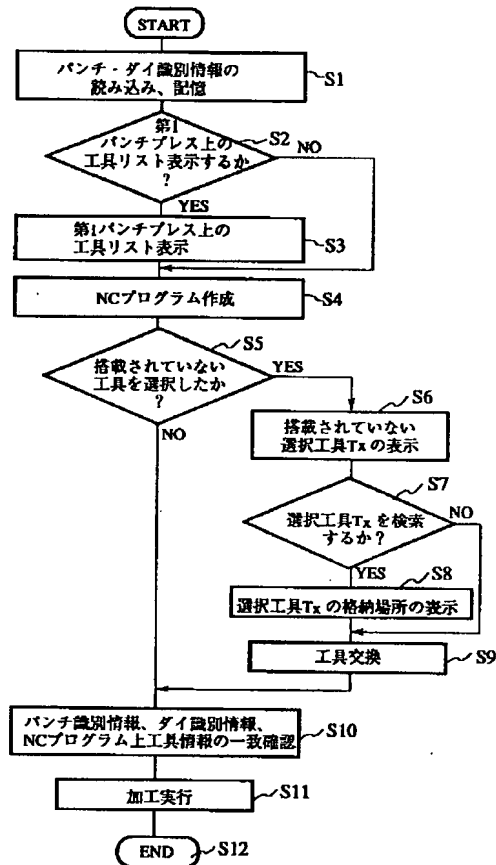 START
パンチ・ダイ識別情報の
読み込み、記憶
S1
第1
パンチプレス上の
工具リスト表示するか
?
S2
NO
YES
第1パンチプレス上の
工具リスト表示
S3
NCプログラム作成
S4
搭載されていない
工具を選択したか
?
S5
YES
NO
搭載されていない
選択工具Txの表示
S6
選択工具Txを検索
するか?
S7
NO
YES
選択工具Txの格納場所の表示
S8
工具交換
S9
パンチ識別情報、ダイ識別情報、
NCプログラム上工具情報の一致確認
S10
加工実行
S11
END
S12